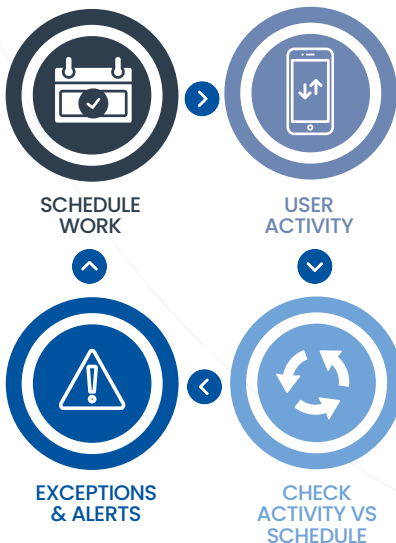 SCHEDULE
WORK
USER
ACTIVITY
EXCEPTIONS
& ALERTS
CHECK
ACTIVITY VS
SCHEDULE